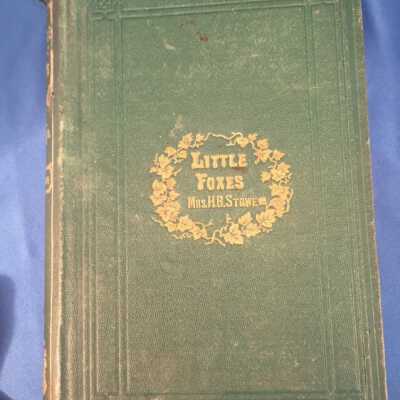 LITTLE
FOXES
MRS. H.B. STOWE